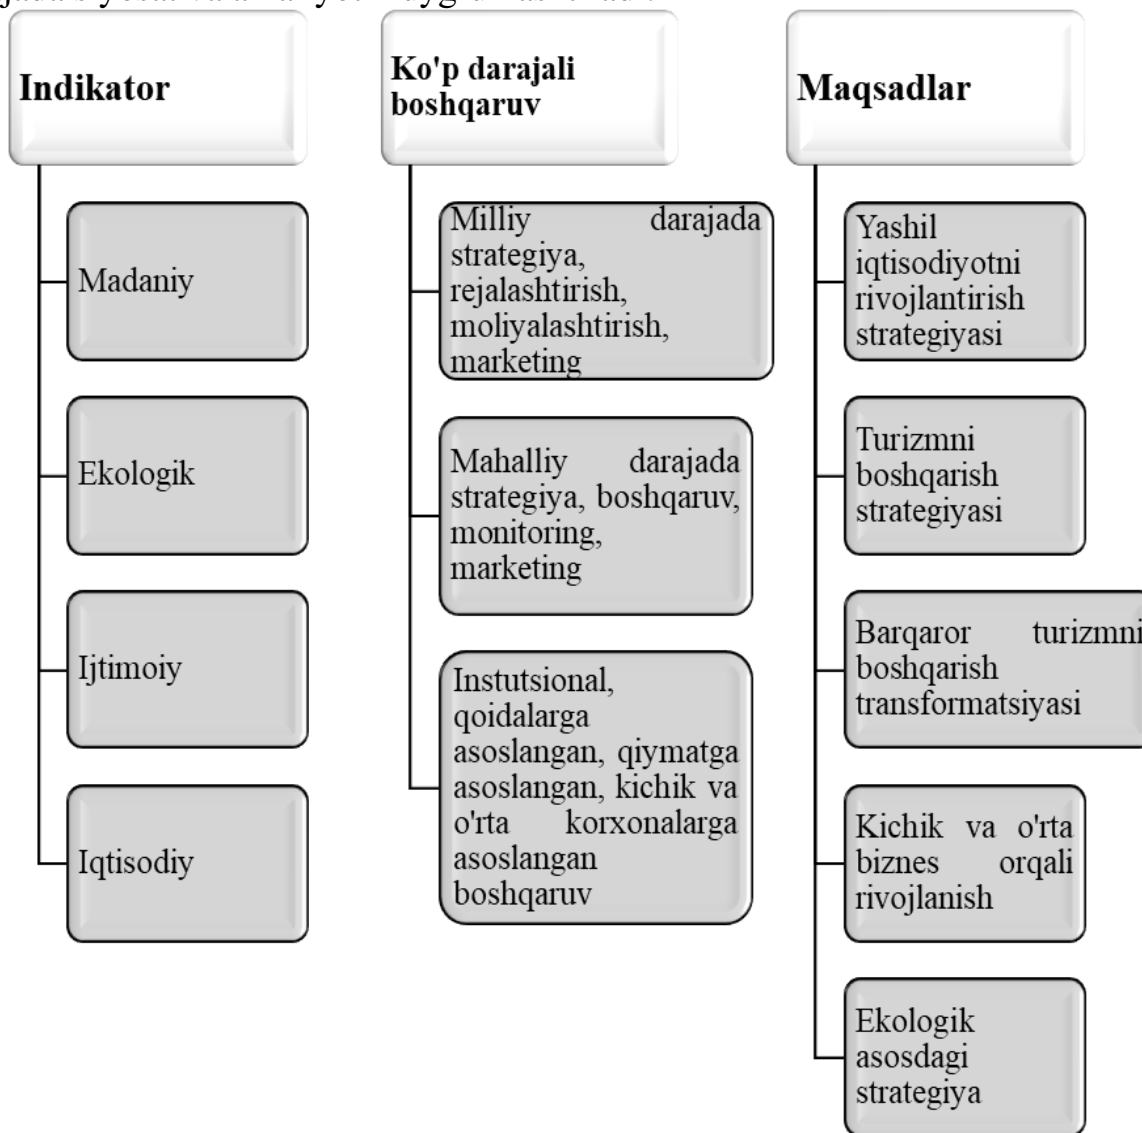 Indikator
Madaniy
Ekologik
Ijtimoiy
Iqtisodiy
Ko'p darajali
boshqaruv
Milliy darajada
strategiya,
rejalashtirish,
moliyalashtirish,
marketing
Mahalliy darajada
strategiya, boshqaruv,
monitoring,
marketing
Instutsional,
qoidalarga
asoslangan, qiymatga
asoslangan, kichik va
o'rta korxonalarga
asoslangan
boshqaruv
Maqsadlar
Yashil
iqtisodiyotni
rivojlantirish
strategiyasi
Turizmni
boshqarish
strategiyasi
Barqaror turizmni
boshqarish
transformatsiyasi
Kichik va o'rta
biznes orqali
rivojlanish
Ekologik
asosdagi
strategiya